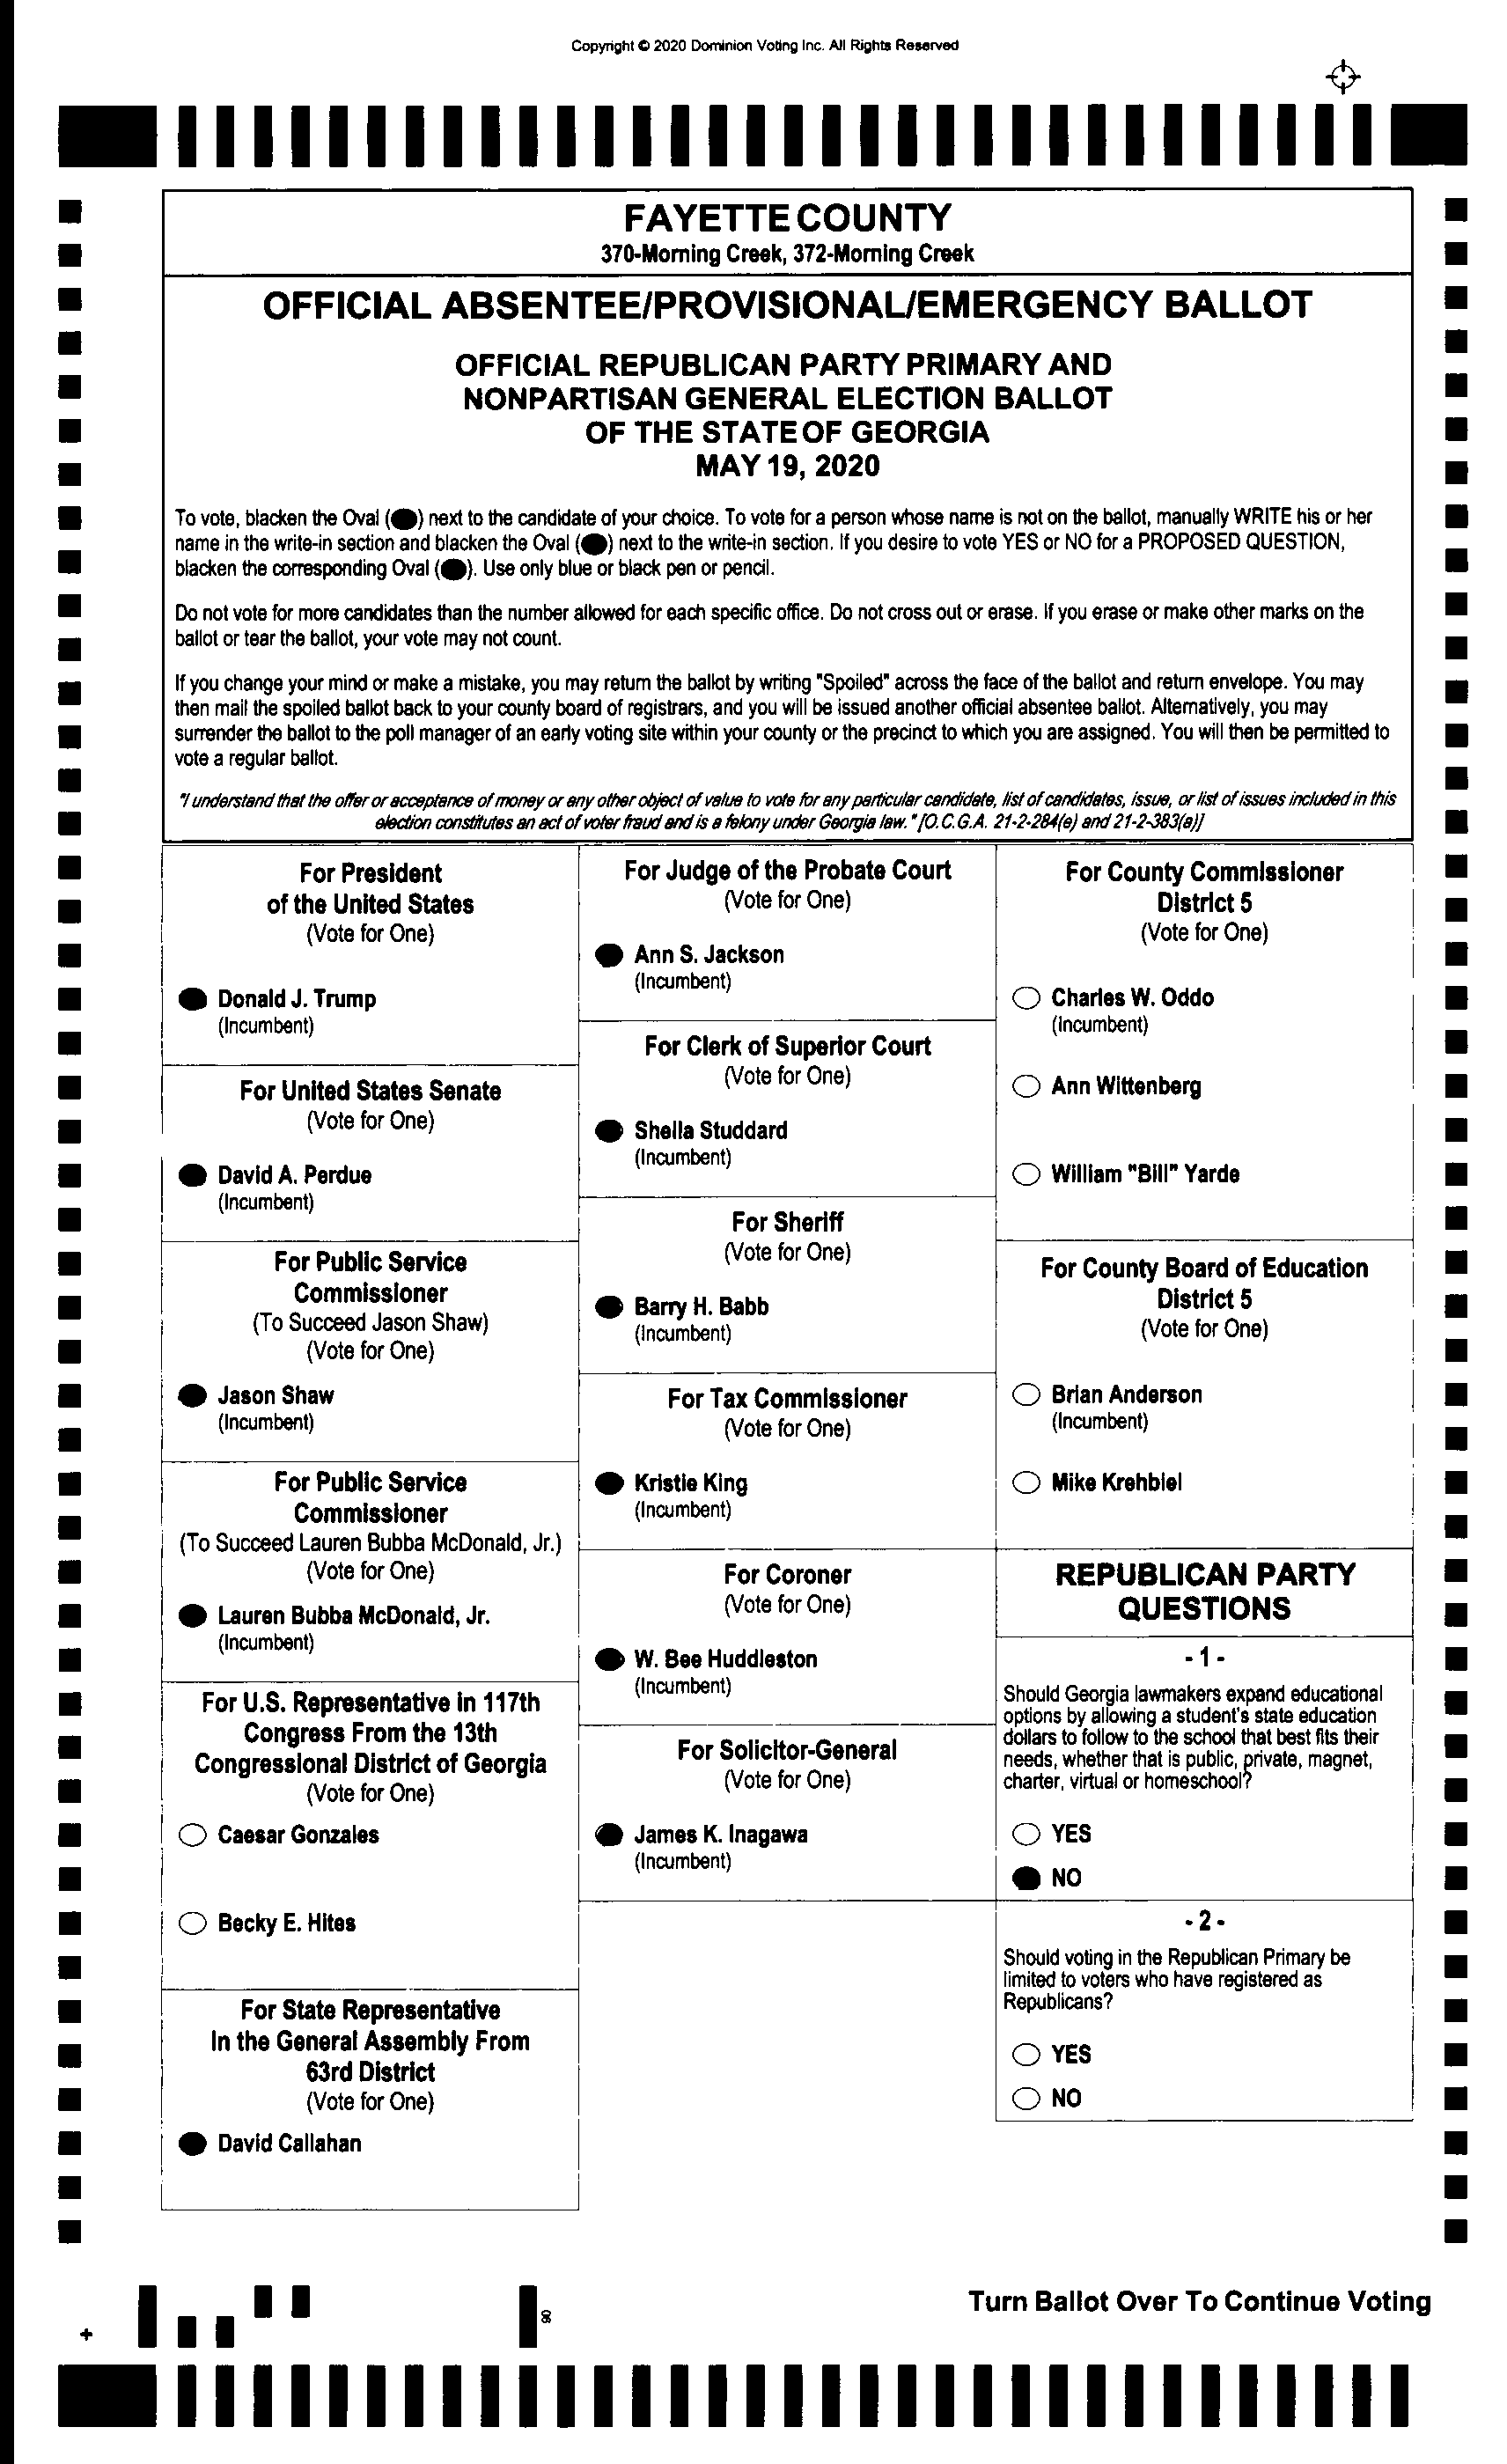 Copyright © 2020 Dominion Voting Inc. All Rights Reserved
FAYETTE COUNTY
370-Morning Creek, 372-Morning Creek
OFFICIAL ABSENTEE/PROVISIONAL/EMERGENCY BALLOT
OFFICIAL REPUBLICAN PARTY PRIMARY AND
NONPARTISAN GENERAL ELECTION BALLOT
OF THE STATE OF GEORGIA
MAY 19, 2020
To vote, blacken the Oval ( ) next to the candidate of your choice. To vote for a person whose name is not on the ballot, manually WRITE his or her
name in the write-in section and blacken the Oval ( ) next to the write-in section. If you desire to vote YES or NO for a PROPOSED QUESTION,
blacken the corresponding Oval ( ). Use only blue or black pen or pencil.
Do not vote for more candidates than the number allowed for each specific office. Do not cross out or erase. If you erase or make other marks on the
ballot or tear the ballot, your vote may not count.
If you change your mind or make a mistake, you may return the ballot by writing "Spoiled" across the face of the ballot and return envelope. You may
then mail the spoiled ballot back to your county board of registrars, and you will be issued another official absentee ballot. Alternatively, you may
surrender the ballot to the poll manager of an early voting site within your county or the precinct to which you are assigned. You will then be permitted to
vote a regular ballot.
"I understand that the offer or acceptance of money or any other object of value to vote for any particular candidate, list of candidates, issue, or list of issues included in this
election constitutes an act of voter fraud and is a felony under Georgia law." [O.C.G.A. 21-2-284(e) and 21-2-383(a)]
For President
of the United States
(Vote for One)
Donald J. Trump
(Incumbent)
For United States Senate
(Vote for One)
David A. Perdue
(Incumbent)
For Public Service
Commissioner
(To Succeed Jason Shaw)
(Vote for One)
Jason Shaw
(Incumbent)
For Public Service
Commissioner
(To Succeed Lauren Bubba McDonald, Jr.)
(Vote for One)
Lauren Bubba McDonald, Jr.
(Incumbent)
For U.S. Representative in 117th
Congress From the 13th
Congressional District of Georgia
(Vote for One)
Caesar Gonzales
Becky E. Hites
For State Representative
In the General Assembly From
63rd District
(Vote for One)
David Callahan
For Judge of the Probate Court
(Vote for One)
Ann S. Jackson
(Incumbent)
For Clerk of Superior Court
(Vote for One)
Sheila Studdard
(Incumbent)
For Sheriff
(Vote for One)
Barry H. Babb
(Incumbent)
For Tax Commissioner
(Vote for One)
Kristie King
(Incumbent)
For Coroner
(Vote for One)
W. Bee Huddleston
(Incumbent)
For Solicitor-General
(Vote for One)
James K. Inagawa
(Incumbent)
For County Commissioner
District 5
(Vote for One)
Charles W. Oddo
(Incumbent)
Ann Wittenberg
William "Bill" Yarde
For County Board of Education
District 5
(Vote for One)
Brian Anderson
(Incumbent)
Mike Krehbiel
REPUBLICAN PARTY
QUESTIONS
- 1 -
Should Georgia lawmakers expand educational
options by allowing a student's state education
dollars to follow to the school that best fits their
needs, whether that is public, private, magnet,
charter, virtual or homeschool?
YES
NO
- 2 -
Should voting in the Republican Primary be
limited to voters who have registered as
Republicans?
YES
NO
Turn Ballot Over To Continue Voting